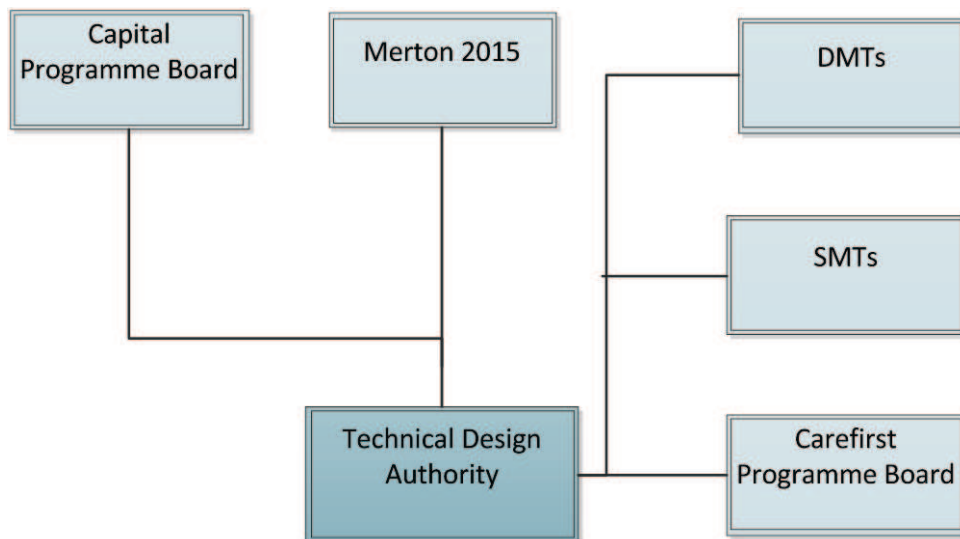 Capital
Programme Board
Merton 2015
DMTs
SMTs
Technical Design
Authority
Carefirst
Programme Board